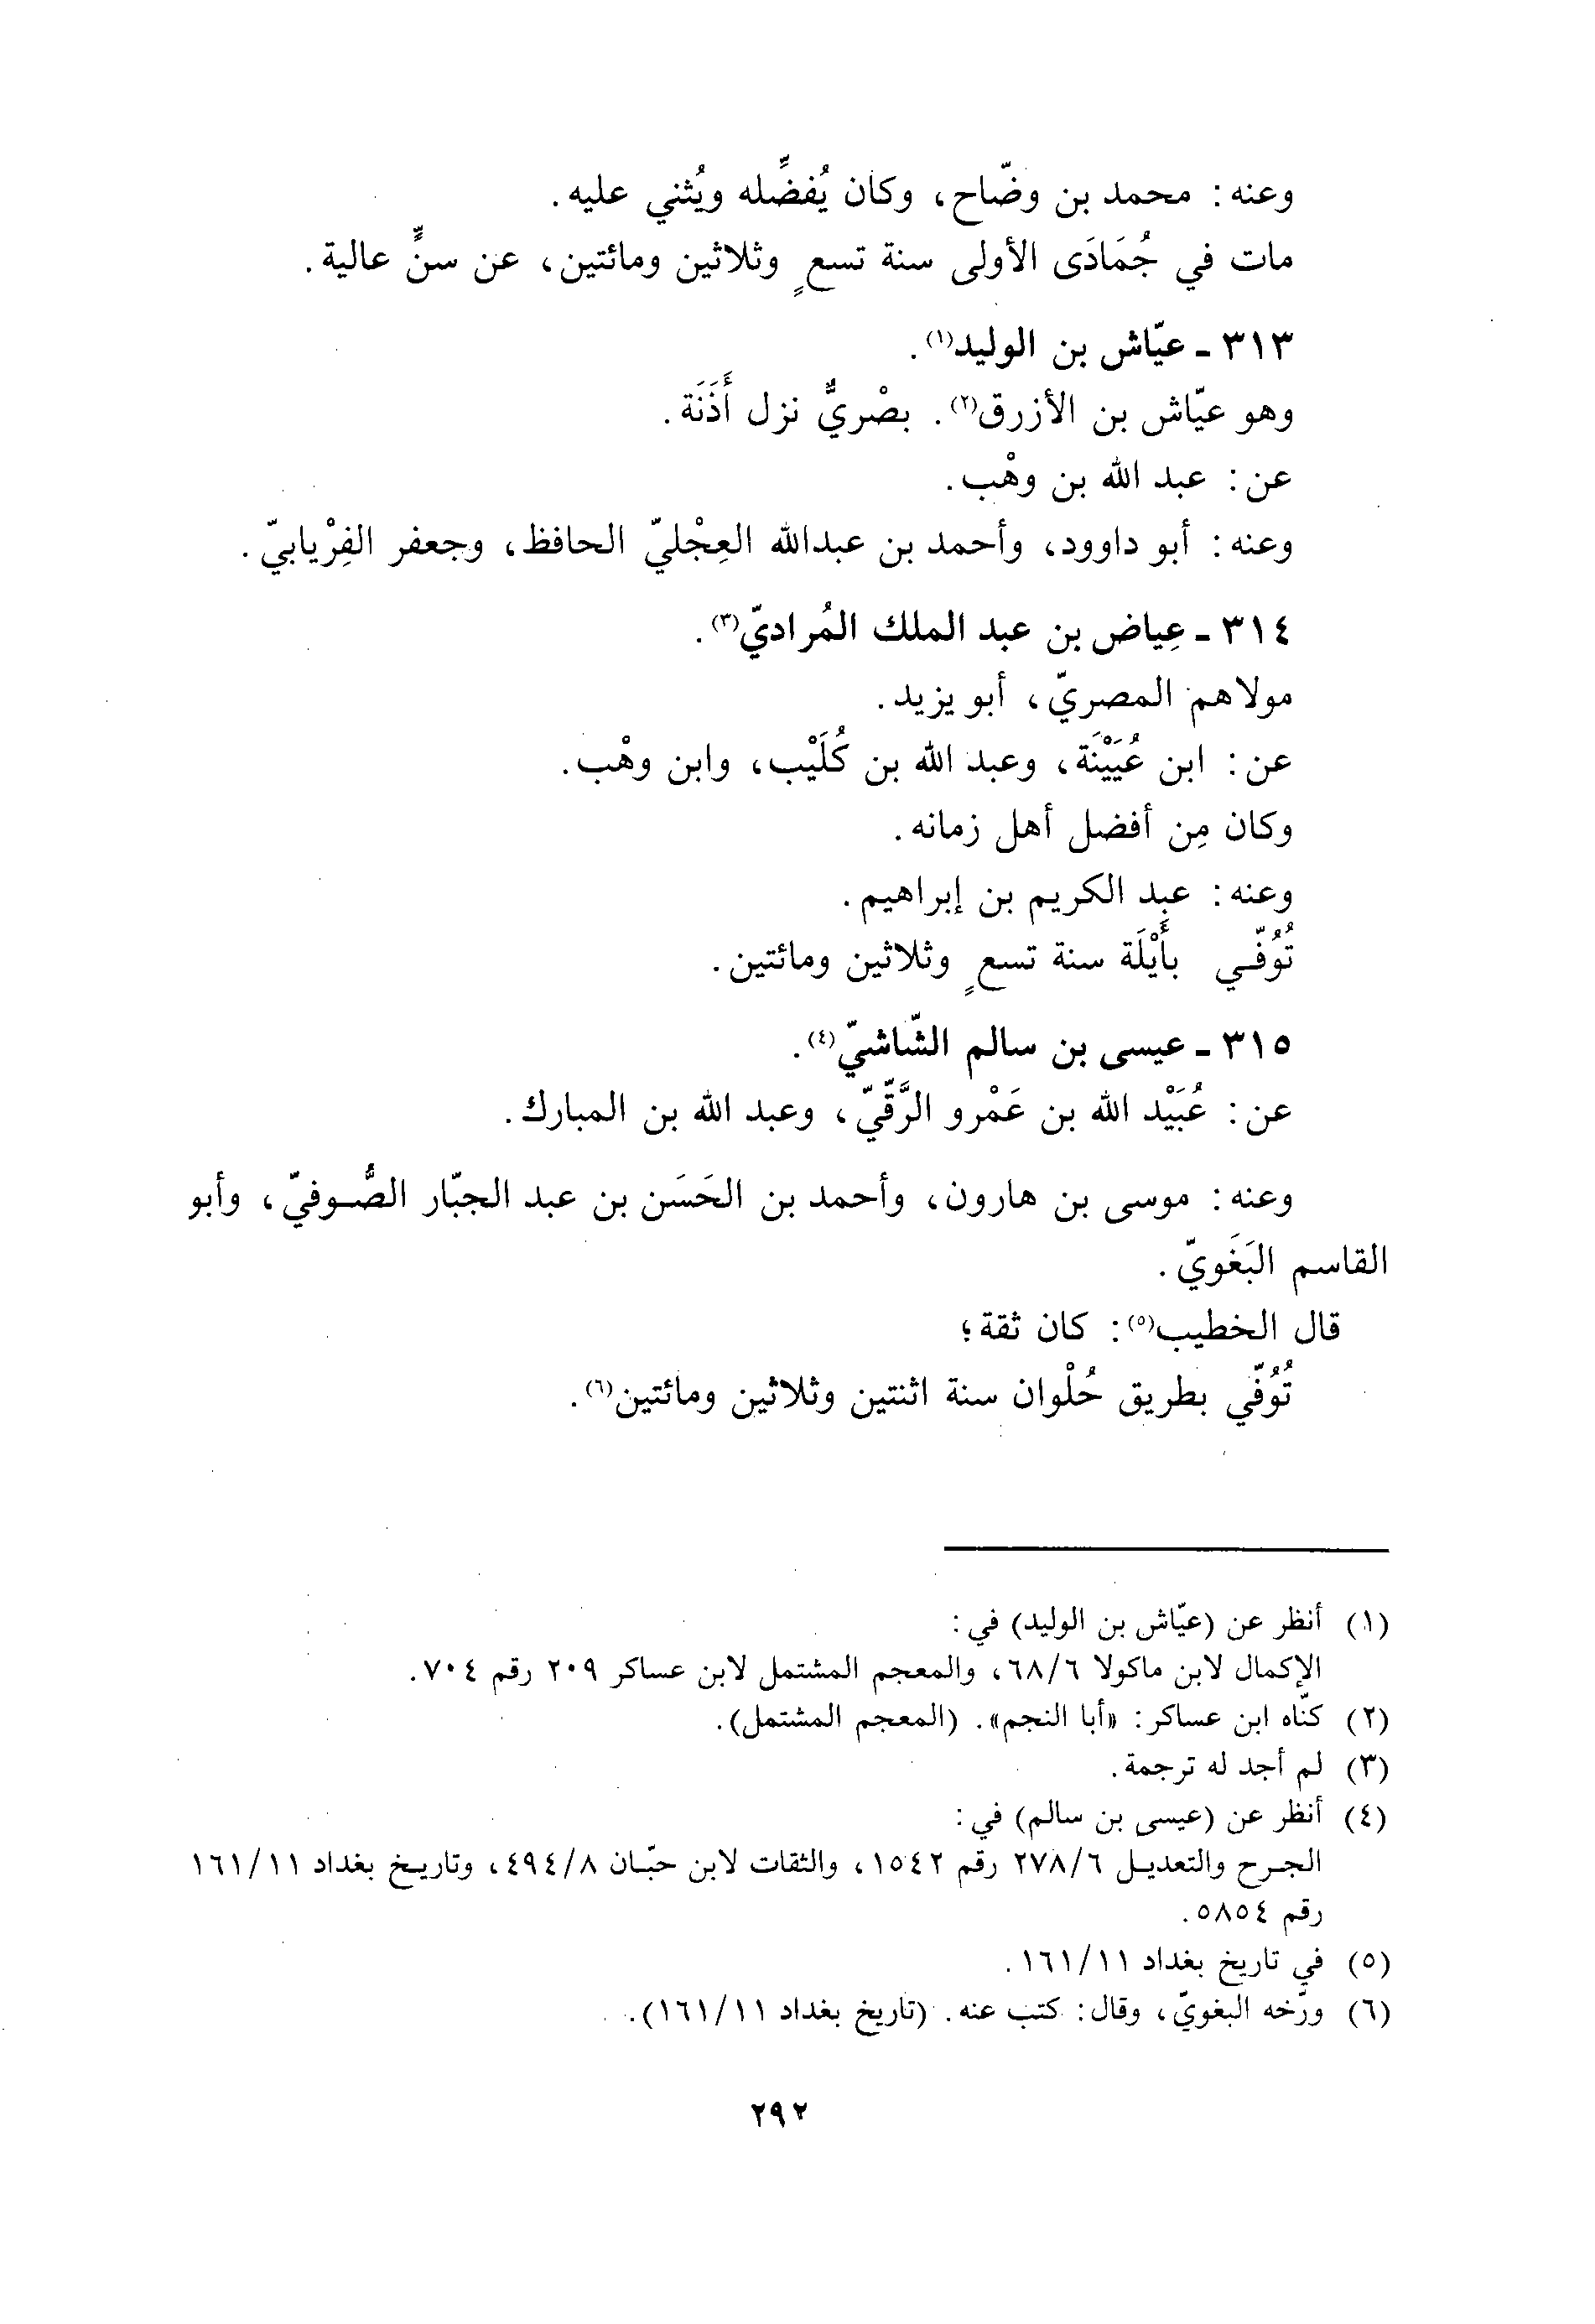 وعنه: محمد بن وضّاح، وكان يُفضِّله ويُثني عليه.
مات في جُمَادَى الأولى سنة تسعٍ وثلاثين ومائتين، عن سنٍّ عالية.
٣١٣ - عيّاش بن الوليد(١).
وهو عيّاش بن الأزرق(٢). بصْريٌّ نزل أَذَنَة.
عن: عبد الله بن وهْب.
وعنه: أبو داوود، وأحمد بن عبدالله العِجْليّ الحافظ، وجعفر الفِرْيابيّ.
٣١٤ - عِياض بن عبد الملك المُراديّ(٣).
مولاهم المصريّ، أبو يزيد.
عن: ابن عُيَيْنَة، وعبد الله بن كُلَيْب، وابن وهْب.
وكان مِن أفضل أهل زمانه.
وعنه: عبد الكريم بن إبراهيم.
تُوُفّي بأَيْلَة سنة تسعٍ وثلاثين ومائتين.
٣١٥ - عيسى بن سالم الشّاشيّ(٤).
عن: عُبَيْد الله بن عَمْرو الرَّقّيّ، وعبد الله بن المبارك.
وعنه: موسى بن هارون، وأحمد بن الحَسَن بن عبد الجبّار الصُّوفيّ، وأبو
القاسم البَغَويّ.
قال الخطيب(٥): كان ثقة؛
تُوُفّي بطريق حُلْوان سنة اثنتين وثلاثين ومائتين(٦).
(١) أنظر عن (عيّاش بن الوليد) في:
الإكمال لابن ماكولا ٦٨/٦، والمعجم المشتمل لابن عساكر ٢٠٩ رقم ٧٠٤.
(٢) كنّاه ابن عساكر: «أبا النجم». (المعجم المشتمل).
(٣) لم أجد له ترجمة.
(٤) أنظر عن (عيسى بن سالم) في:
الجرح والتعديل ٢٧٨/٦ رقم ١٥٤٢، والثقات لابن حبّان ٤٩٤/٨، وتاريخ بغداد ١٦١/١١
رقم ٥٨٥٤.
(٥) في تاريخ بغداد ١٦١/١١.
(٦) ورّخه البغويّ، وقال: كتب عنه. (تاريخ بغداد ١٦١/١١).
٢٩٢